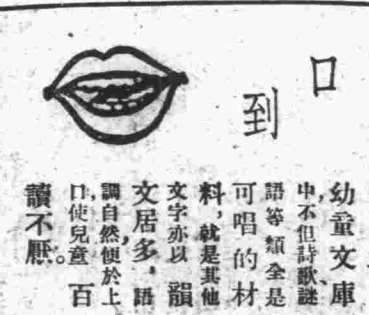 口到
幼童文庫
中不但詩歌、謎
語等類全是
可唱的材
料，就是其他
文字亦以韻
文居多，語
調自然便於上
口，使兒童百
讀不厭。